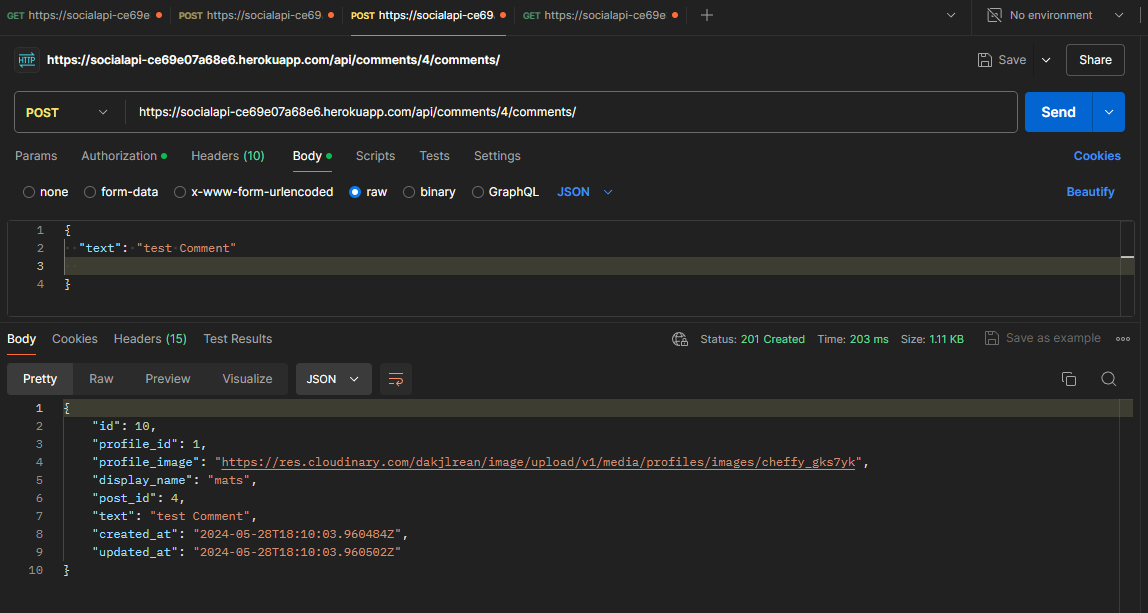 GET https://socialapi-ce69e
POST https://socialapi-ce69.
POST https://socialapi-ce69.
GET https://socialapi-ce69e
No environment
HTTP https://socialapi-ce69e07a68e6.herokuapp.com/api/comments/4/comments/
Save
Share
POST https://socialapi-ce69e07a68e6.herokuapp.com/api/comments/4/comments/
Send
Params Authorization Headers (10) Body Scripts Tests Settings Cookies
none form-data x-www-form-urlencoded raw binary GraphQL JSON Beautify
1 {
2 "text": "test Comment"
3
4 }
Body Cookies Headers (15) Test Results Status: 201 Created Time: 203 ms Size: 1.11 KB Save as example
Pretty Raw Preview Visualize JSON
1 {
2 "id": 10,
3 "profile_id": 1,
4 "profile_image": "https://res.cloudinary.com/dakjlrean/image/upload/v1/media/profiles/images/cheffy_gks7yk",
5 "display_name": "mats",
6 "post_id": 4,
7 "text": "test Comment",
8 "created_at": "2024-05-28T18:10:03.960484Z",
9 "updated_at": "2024-05-28T18:10:03.960502Z"
10 }